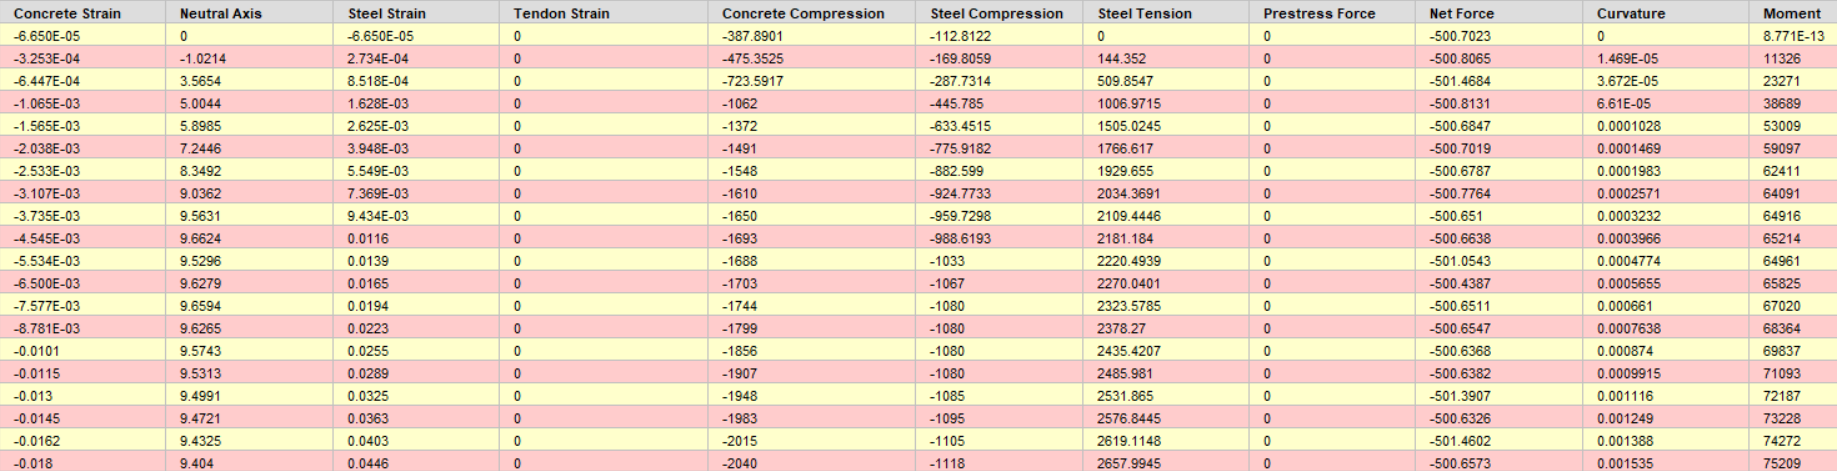 Concrete Strain Neutral Axis Steel Strain Tendon Strain Concrete Compression Steel Compression Steel Tension Prestress Force Net Force Curvature Moment
-6.650E-05 0 -6.650E-05 0 -387.8901 -112.8122 0 0 -500.7023 0 8.771E-13
-3.253E-04 -1.0214 2.734E-04 0 -475.3525 -169.8059 144.352 0 -500.8065 1.469E-05 11326
-6.447E-04 3.5654 8.518E-04 0 -723.5917 -287.7314 509.8547 0 -501.4684 3.672E-05 23271
-1.065E-03 5.0044 1.628E-03 0 -1062 -445.785 1006.9715 0 -500.8131 6.61E-05 38689
-1.565E-03 5.8985 2.625E-03 0 -1372 -633.4515 1505.0245 0 -500.6847 0.0001028 53009
-2.038E-03 7.2446 3.948E-03 0 -1491 -775.9182 1766.617 0 -500.7019 0.0001469 59097
-2.533E-03 8.3492 5.549E-03 0 -1548 -882.599 1929.655 0 -500.6787 0.0001983 62411
-3.107E-03 9.0362 7.369E-03 0 -1610 -924.7733 2034.3691 0 -500.7764 0.0002571 64091
-3.735E-03 9.5631 9.434E-03 0 -1650 -959.7298 2109.4446 0 -500.651 0.0003232 64916
-4.545E-03 9.6624 0.0116 0 -1693 -988.6193 2181.184 0 -500.6638 0.0003966 65214
-5.534E-03 9.5296 0.0139 0 -1688 -1033 2220.4939 0 -501.0543 0.0004774 64961
-6.500E-03 9.6279 0.0165 0 -1703 -1067 2270.0401 0 -500.4387 0.0005655 65825
-7.577E-03 9.6594 0.0194 0 -1744 -1080 2323.5785 0 -500.6511 0.000661 67020
-8.781E-03 9.6265 0.0223 0 -1799 -1080 2378.27 0 -500.6547 0.0007638 68364
-0.0101 9.5743 0.0255 0 -1856 -1080 2435.4207 0 -500.6368 0.000874 69837
-0.0115 9.5313 0.0289 0 -1907 -1080 2485.981 0 -500.6382 0.0009915 71093
-0.013 9.4991 0.0325 0 -1948 -1085 2531.865 0 -501.3907 0.001116 72187
-0.0145 9.4721 0.0363 0 -1983 -1095 2576.8445 0 -500.6326 0.001249 73228
-0.0162 9.4325 0.0403 0 -2015 -1105 2619.1148 0 -501.4602 0.001388 74272
-0.018 9.404 0.0446 0 -2040 -1118 2657.9945 0 -500.6573 0.001535 75209